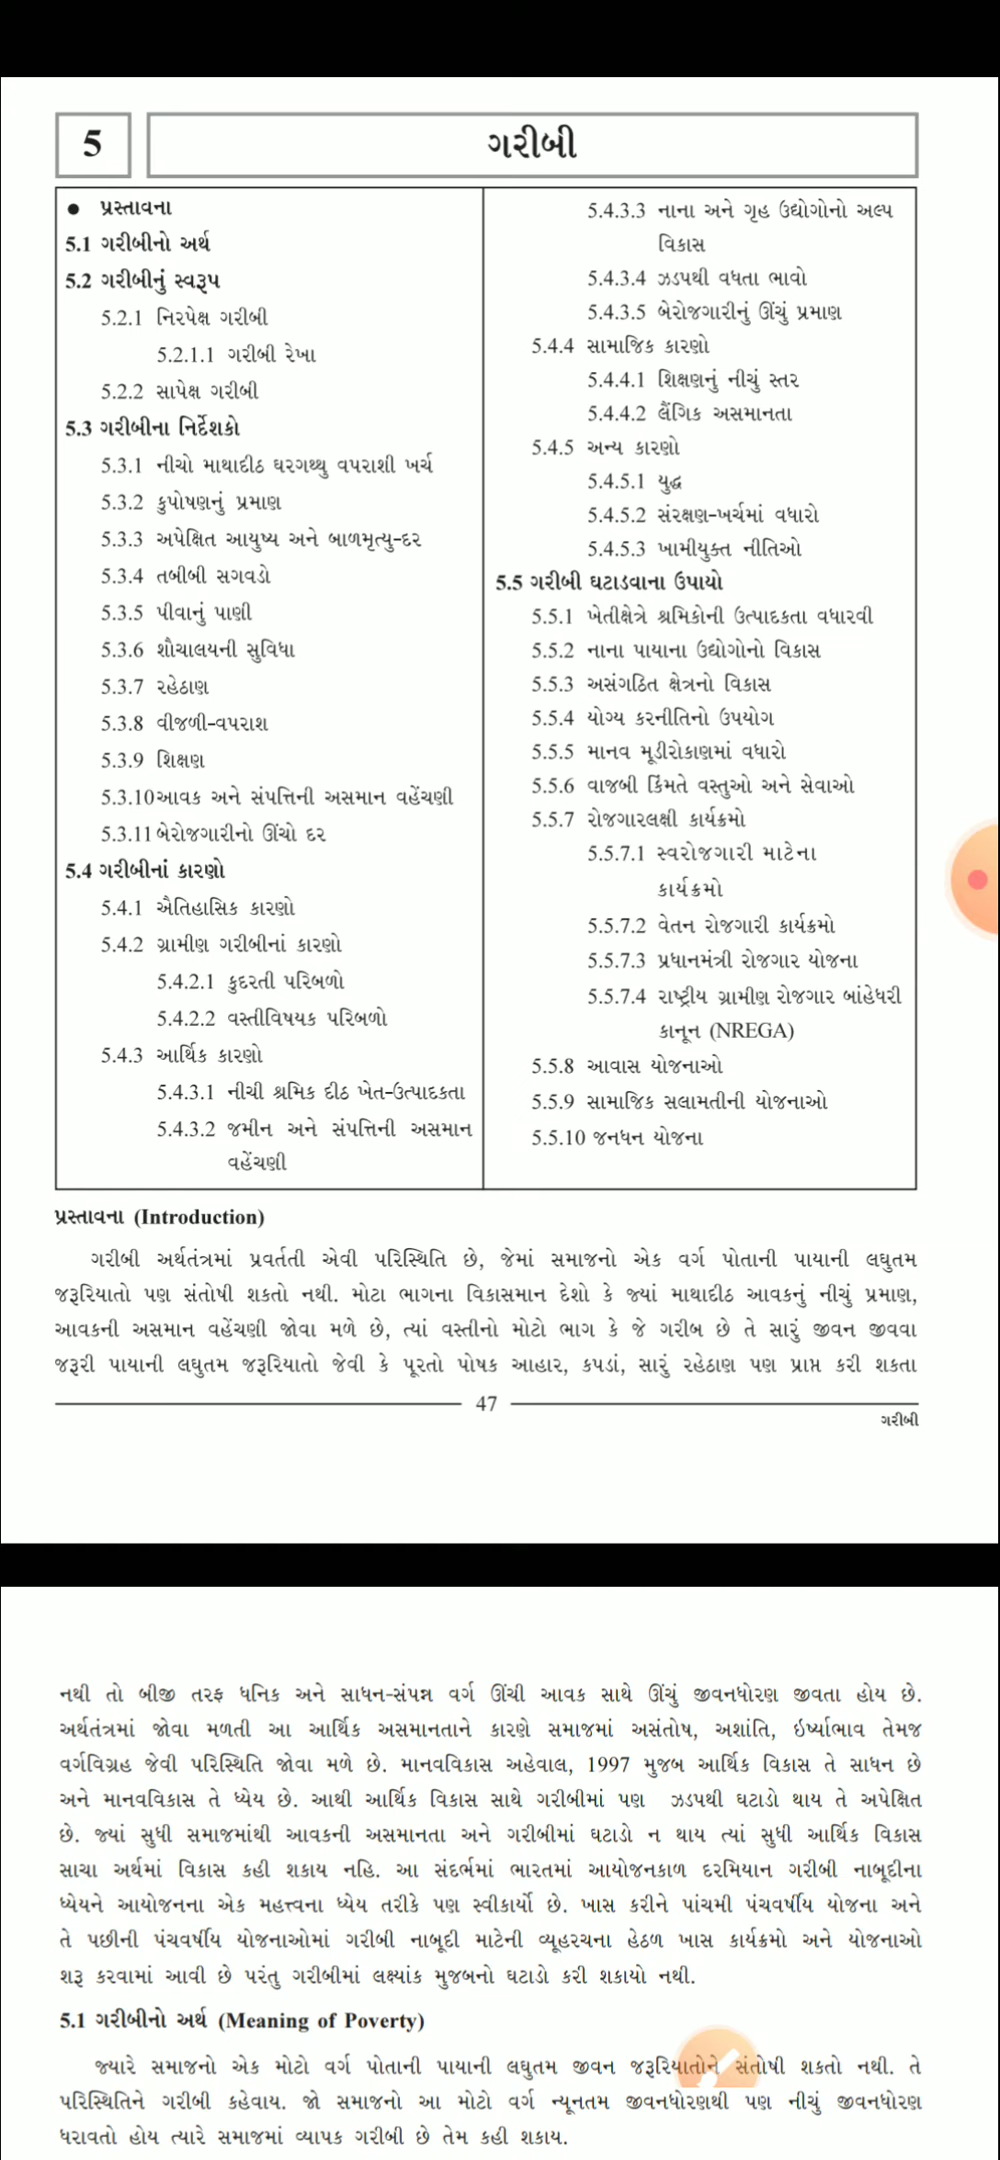 5
ગરીબી
● પ્રસ્તાવના
5.1 ગરીબીનો અર્થ
5.2 ગરીબીનું સ્વરૂપ
5.2.1 નિરપેક્ષ ગરીબી
5.2.1.1 ગરીબી રેખા
5.2.2 સાપેક્ષ ગરીબી
5.3 ગરીબીના નિર્દેશકો
5.3.1 નીચો માથાદીઠ ઘરગથ્થુ વપરાશી ખર્ચ
5.3.2 કુપોષણનું પ્રમાણ
5.3.3 અપેક્ષિત આયુષ્ય અને બાળમૃત્યુ-દર
5.3.4 તબીબી સગવડો
5.3.5 પીવાનું પાણી
5.3.6 શૌચાલયની સુવિધા
5.3.7 રહેઠાણ
5.3.8 વીજળી-વપરાશ
5.3.9 શિક્ષણ
5.3.10આવક અને સંપત્તિની અસમાન વહેંચણી
5.3.11 બેરોજગારીનો ઊંચો દર
5.4 ગરીબીનાં કારણો
5.4.1 ઐતિહાસિક કારણો
5.4.2 ગ્રામીણ ગરીબીનાં કારણો
5.4.2.1 કુદરતી પરિબળો
5.4.2.2 વસ્તીવિષયક પરિબળો
5.4.3 આર્થિક કારણો
5.4.3.1 નીચી શ્રમિક દીઠ ખેત-ઉત્પાદકતા
5.4.3.2 જમીન અને સંપત્તિની અસમાન
વહેંચણી
5.4.3.3 નાના અને ગૃહ ઉદ્યોગોનો અલ્પ
વિકાસ
5.4.3.4 ઝડપથી વધતા ભાવો
5.4.3.5 બેરોજગારીનું ઊંચું પ્રમાણ
5.4.4 સામાજિક કારણો
5.4.4.1 શિક્ષણનું નીચું સ્તર
5.4.4.2 લૈંગિક અસમાનતા
5.4.5 અન્ય કારણો
5.4.5.1 યુદ્ધ
5.4.5.2 સંરક્ષણ-ખર્ચમાં વધારો
5.4.5.3 ખામીયુક્ત નીતિઓ
5.5 ગરીબી ઘટાડવાના ઉપાયો
5.5.1 ખેતીક્ષેત્રે શ્રમિકોની ઉત્પાદકતા વધારવી
5.5.2 નાના પાયાના ઉદ્યોગોનો વિકાસ
5.5.3 અસંગઠિત ક્ષેત્રનો વિકાસ
5.5.4 યોગ્ય કરનીતિનો ઉપયોગ
5.5.5 માનવ મૂડીરોકાણમાં વધારો
5.5.6 વાજબી કિંમતે વસ્તુઓ અને સેવાઓ
5.5.7 રોજગારલક્ષી કાર્યક્રમો
5.5.7.1 સ્વરોજગારી માટેના
કાર્યક્રમો
5.5.7.2 વેતન રોજગારી કાર્યક્રમો
5.5.7.3 પ્રધાનમંત્રી રોજગાર યોજના
5.5.7.4 રાષ્ટ્રીય ગ્રામીણ રોજગાર બાંહેધરી
કાનૂન (NREGA)
5.5.8 આવાસ યોજનાઓ
5.5.9 સામાજિક સલામતીની યોજનાઓ
5.5.10 જનધન યોજના
પ્રસ્તાવના (Introduction)
ગરીબી અર્થતંત્રમાં પ્રવર્તતી એવી પરિસ્થિતિ છે, જેમાં સમાજનો એક વર્ગ પોતાની પાયાની લઘુતમ
જરૂરિયાતો પણ સંતોષી શકતો નથી. મોટા ભાગના વિકાસમાન દેશો કે જ્યાં માથાદીઠ આવકનું નીચું પ્રમાણ,
આવકની અસમાન વહેંચણી જોવા મળે છે, ત્યાં વસ્તીનો મોટો ભાગ કે જે ગરીબ છે તે સારું જીવન જીવવા
જરૂરી પાયાની લઘુતમ જરૂરિયાતો જેવી કે પૂરતો પોષક આહાર, કપડાં, સારું રહેઠાણ પણ પ્રાપ્ત કરી શકતા
47
ગરીબી
નથી તો બીજી તરફ ધનિક અને સાધન-સંપન્ન વર્ગ ઊંચી આવક સાથે ઊંચું જીવનધોરણ જીવતા હોય છે.
અર્થતંત્રમાં જોવા મળતી આ આર્થિક અસમાનતાને કારણે સમાજમાં અસંતોષ, અશાંતિ, ઇર્ષ્યાભાવ તેમજ
વર્ગવિગ્રહ જેવી પરિસ્થિતિ જોવા મળે છે. માનવવિકાસ અહેવાલ, 1997 મુજબ આર્થિક વિકાસ તે સાધન છે
અને માનવવિકાસ તે ધ્યેય છે. આથી આર્થિક વિકાસ સાથે ગરીબીમાં પણ ઝડપથી ઘટાડો થાય તે અપેક્ષિત
છે. જ્યાં સુધી સમાજમાંથી આવકની અસમાનતા અને ગરીબીમાં ઘટાડો ન થાય ત્યાં સુધી આર્થિક વિકાસ
સાચા અર્થમાં વિકાસ કહી શકાય નહિ. આ સંદર્ભમાં ભારતમાં આયોજનકાળ દરમિયાન ગરીબી નાબૂદીના
ધ્યેયને આયોજનના એક મહત્ત્વના ધ્યેય તરીકે પણ સ્વીકાર્યો છે. ખાસ કરીને પાંચમી પંચવર્ષીય યોજના અને
તે પછીની પંચવર્ષીય યોજનાઓમાં ગરીબી નાબૂદી માટેની વ્યૂહરચના હેઠળ ખાસ કાર્યક્રમો અને યોજનાઓ
શરૂ કરવામાં આવી છે પરંતુ ગરીબીમાં લક્ષ્યાંક મુજબનો ઘટાડો કરી શકાયો નથી.
5.1 ગરીબીનો અર્થ (Meaning of Poverty)
જ્યારે સમાજનો એક મોટો વર્ગ પોતાની પાયાની લઘુતમ જીવન જરૂરિયાતોને સંતોષી શકતો નથી. તે
પરિસ્થિતિને ગરીબી કહેવાય. જો સમાજનો આ મોટો વર્ગ ન્યૂનતમ જીવનધોરણથી પણ નીચું જીવનધોરણ
ધરાવતો હોય ત્યારે સમાજમાં વ્યાપક ગરીબી છે તેમ કહી શકાય.